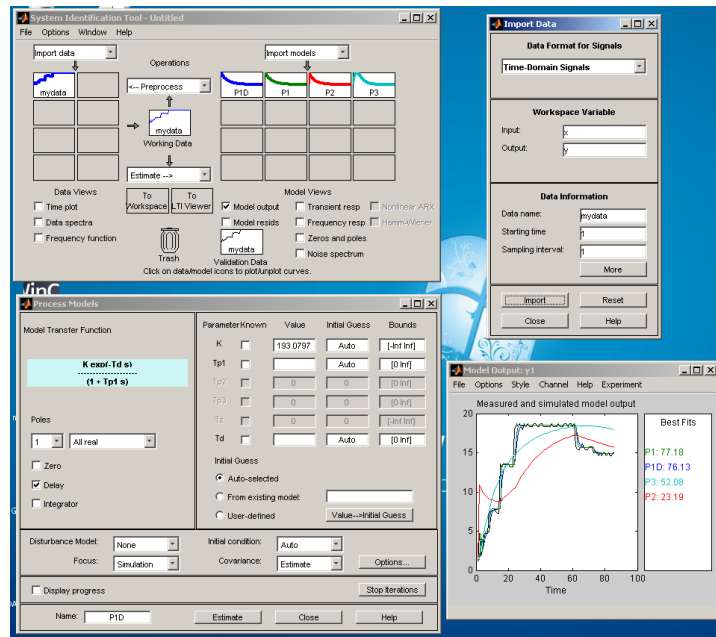 System Identification Tool - Untitled
File Options Window Help
Import data
Import models
Operations
<-- Preprocess
mydata
P1D P1 P2 P3
mydata
Working Data
Estimate -->
Data Views
Time plot
Data spectra
Frequency function
To Workspace
To LTI Viewer
Model Views
Model output
Transient resp
Nonlinear ARX
Model resids
Frequency resp
Hamm-Wiener
Zeros and poles
Noise spectrum
Trash
mydata
Validation Data
Click on data/model icons to plot/unplot curves.
Import Data
Data Format for Signals
Time-Domain Signals
Workspace Variable
Input: x
Output: y
Data Information
Data name: mydata
Starting time 1
Sampling interval: 1
More
Import Reset
Close Help
Process Models
Model Transfer Function
K exp(-Td s)
------------------
(1 + Tp1 s)
Poles
1 All real
Zero
Delay
Integrator
Parameter Known Value Initial Guess Bounds
K 193.0797 Auto [-Inf Inf]
Tp1 Auto [0 Inf]
Tp2 0 0 [0 Inf]
Tp3 0 0 [0 Inf]
Tz 0 0 [-Inf Inf]
Td Auto [0 Inf]
Initial Guess
Auto-selected
From existing model:
User-defined Value-->Initial Guess
Disturbance Model: None Initial condition: Auto
Focus: Simulation Covariance: Estimate Options...
Display progress Stop Iterations
Name: P1D Estimate Close Help
Model Output: y1
File Options Style Channel Help Experiment
Measured and simulated model output
20
15
10
5
0
0 20 40 60 80 100
Time
Best Fits
P1: 77.18
P1D: 76.13
P3: 52.08
P2: 23.19